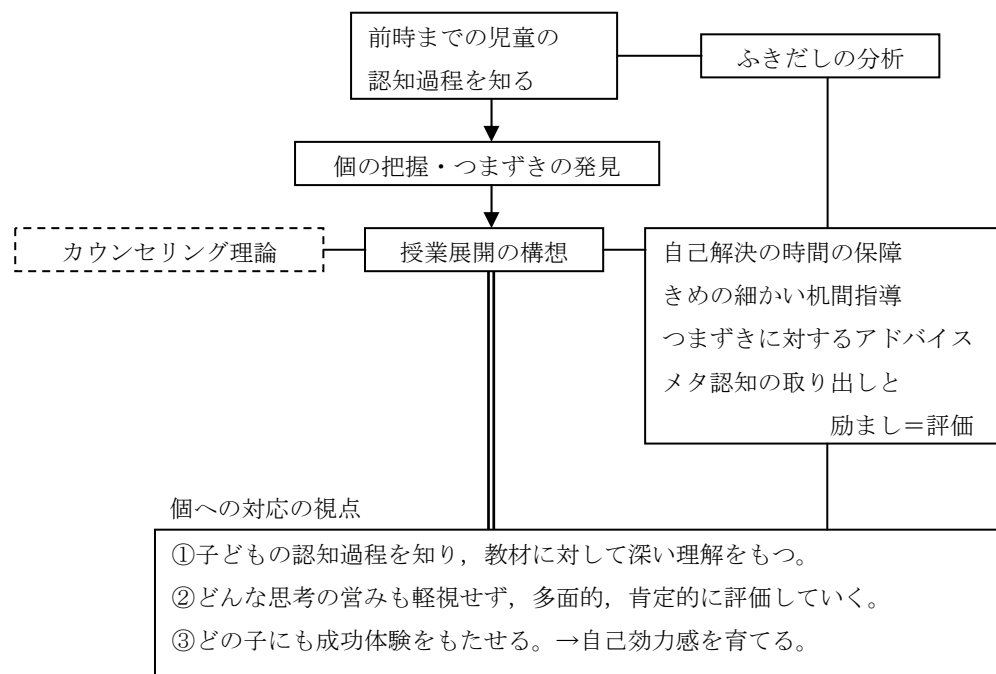 前時までの児童の
認知過程を知る
ふきだしの分析
個の把握・つまずきの発見
カウンセリング理論
授業展開の構想
自己解決の時間の保障
きめの細かい机間指導
つまずきに対するアドバイス
メタ認知の取り出しと
励まし＝評価
個への対応の視点
①子どもの認知過程を知り，教材に対して深い理解をもつ。
②どんな思考の営みも軽視せず，多面的，肯定的に評価していく。
③どの子にも成功体験をもたせる。→自己効力感を育てる。